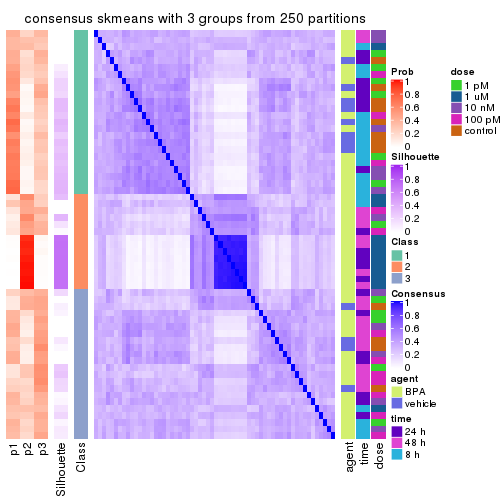 consensus skmeans with 3 groups from 250 partitions
Prob
1
0.8
0.6
0.4
0.2
0
dose
1 pM
1 uM
10 nM
100 pM
control
Silhouette
1
0.8
0.6
0.4
0.2
0
Class
1
2
3
Consensus
1
0.8
0.6
0.4
0.2
0
agent
BPA
vehicle
time
24 h
48 h
8 h
p1
p2
p3
Silhouette
Class
agent
time
dose